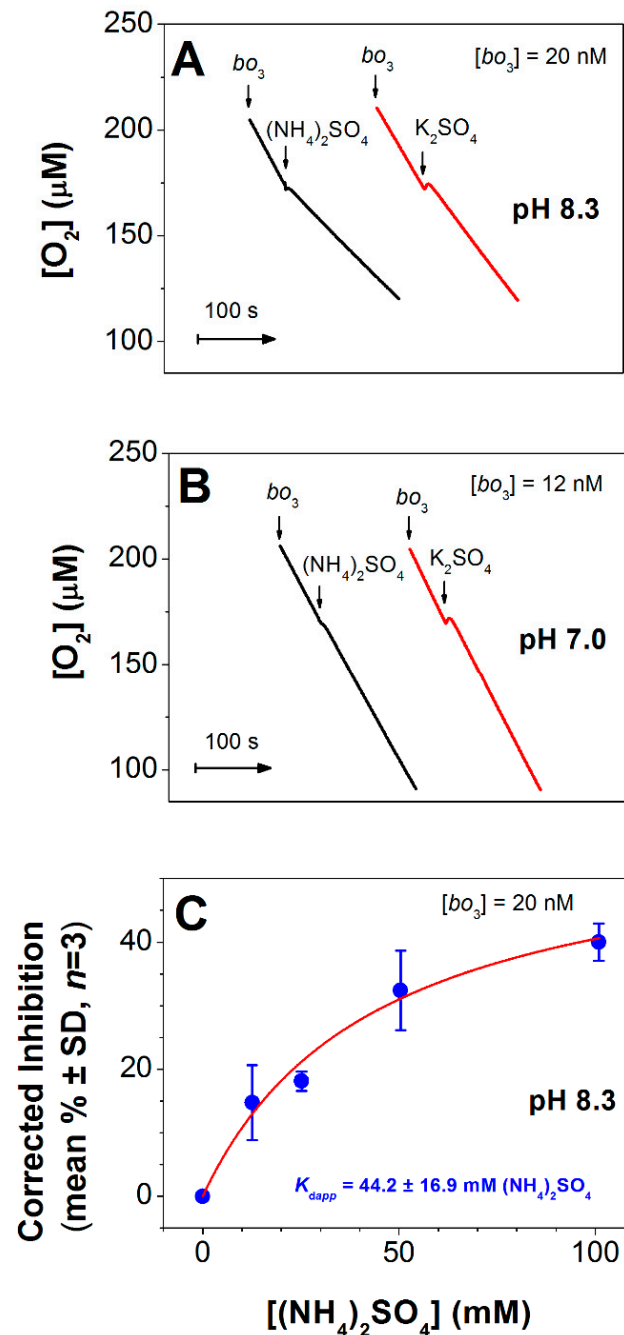 A
250
200
150
100
[O₂] (μM)
bo₃
(NH₄)₂SO₄
bo₃
K₂SO₄
[bo₃] = 20 nM
pH 8.3
100 s
B
250
200
150
100
[O₂] (μM)
bo₃
(NH₄)₂SO₄
bo₃
K₂SO₄
[bo₃] = 12 nM
pH 7.0
100 s
C
40
20
0
Corrected Inhibition
(mean % ± SD, n=3)
[bo₃] = 20 nM
pH 8.3
K_dapp = 44.2 ± 16.9 mM (NH₄)₂SO₄
0
50
100
[(NH₄)₂SO₄] (mM)